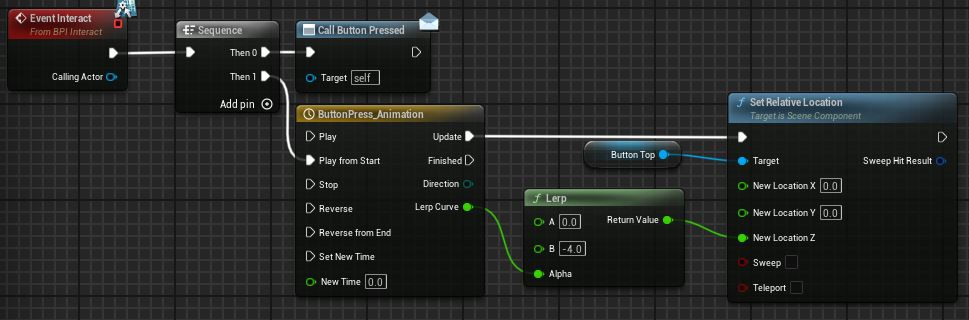 Event Interact
From BPI Interact
Calling Actor
Sequence
Then 0
Then 1
Add pin
Call Button Pressed
Target self
ButtonPress_Animation
Play
Update
Play from Start
Finished
Stop
Direction
Reverse
Lerp Curve
Reverse from End
Set New Time
New Time 0.0
Button Top
Lerp
A 0.0
Return Value
B -4.0
Alpha
Set Relative Location
Target is Scene Component
Target
Sweep Hit Result
New Location X 0.0
New Location Y 0.0
New Location Z
Sweep
Teleport